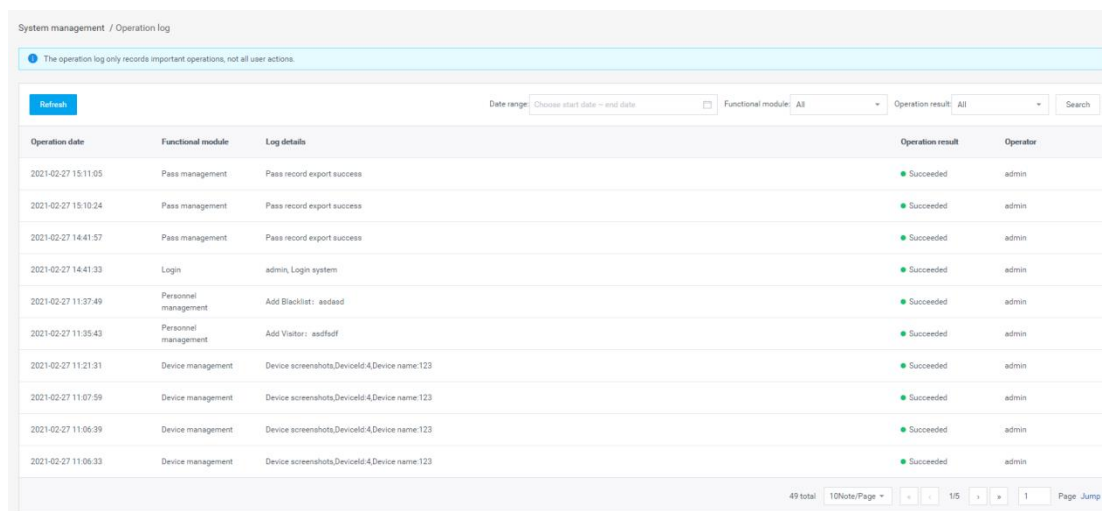 System management / Operation log
The operation log only records important operations, not all user actions.
Refresh Date range: Choose start date ~ end date Functional module: All Operation result: All Search
Operation date Functional module Log details Operation result Operator
2021-02-27 15:11:05 Pass management Pass record export success Succeeded admin
2021-02-27 15:10:24 Pass management Pass record export success Succeeded admin
2021-02-27 14:41:57 Pass management Pass record export success Succeeded admin
2021-02-27 14:41:33 Login admin, Login system Succeeded admin
2021-02-27 11:37:49 Personnel management Add Blacklist: asdasd Succeeded admin
2021-02-27 11:35:43 Personnel management Add Visitor: asdfsdf Succeeded admin
2021-02-27 11:21:31 Device management Device screenshots,DeviceId:4,Device name:123 Succeeded admin
2021-02-27 11:07:59 Device management Device screenshots,DeviceId:4,Device name:123 Succeeded admin
2021-02-27 11:06:39 Device management Device screenshots,DeviceId:4,Device name:123 Succeeded admin
2021-02-27 11:06:33 Device management Device screenshots,DeviceId:4,Device name:123 Succeeded admin
49 total 10Note/Page « ‹ 1/5 › » 1 Page Jump